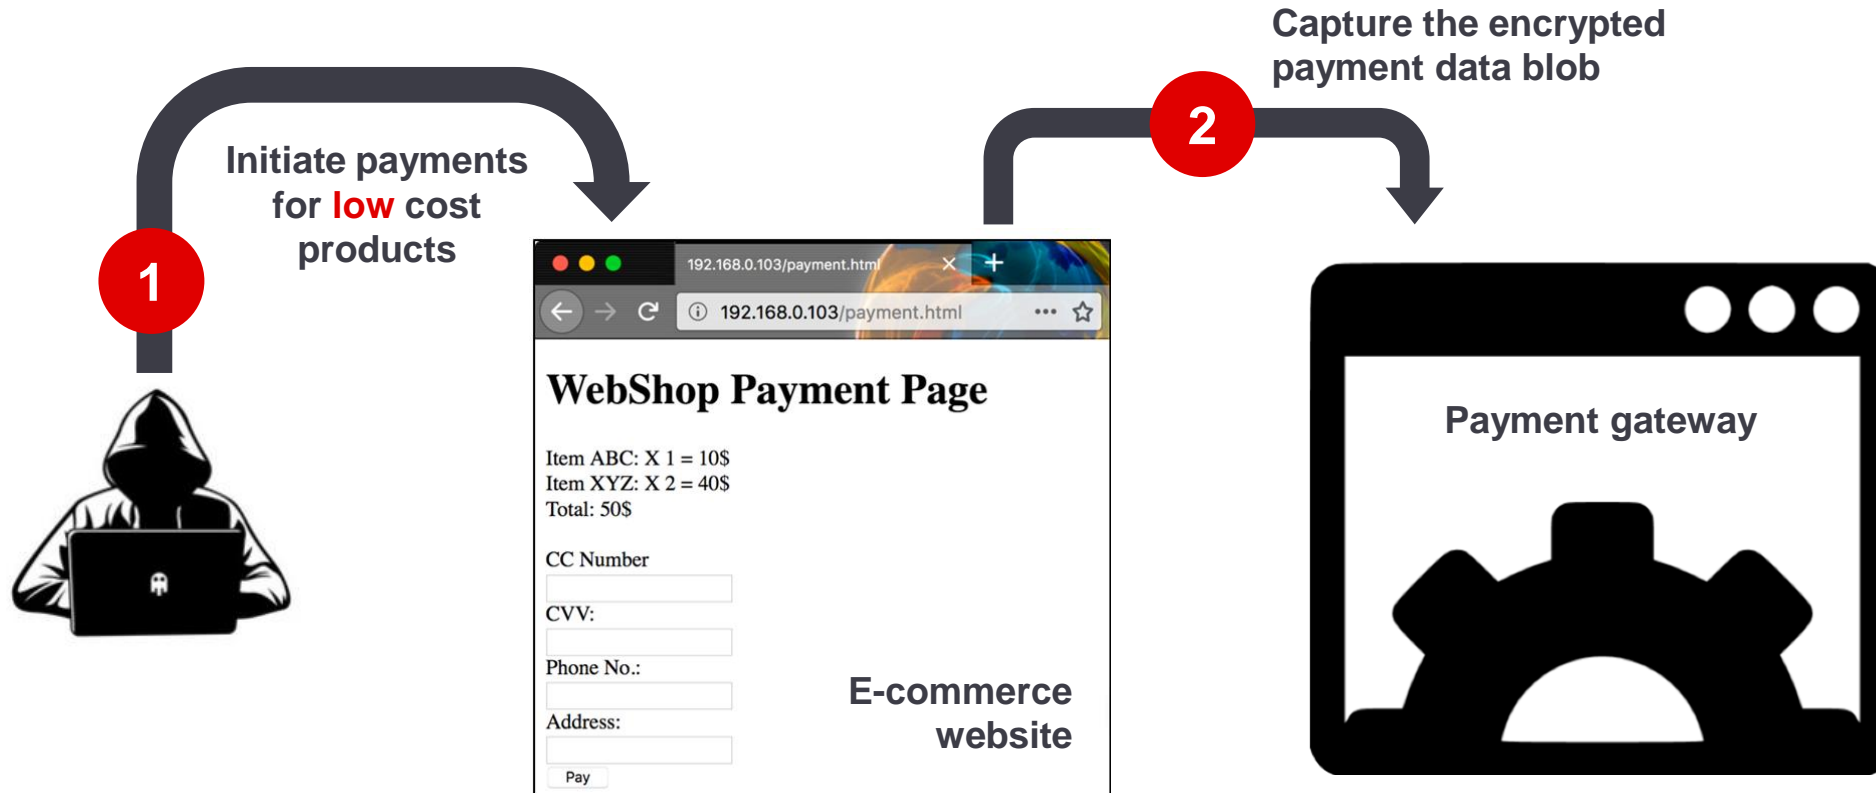 Capture the encrypted
payment data blob
2
Initiate payments
for low cost
products
1
192.168.0.103/payment.html
192.168.0.103/payment.html
WebShop Payment Page
Item ABC: X 1 = 10$
Item XYZ: X 2 = 40$
Total: 50$
CC Number
CVV:
Phone No.:
Address:
Pay
E-commerce
website
Payment gateway